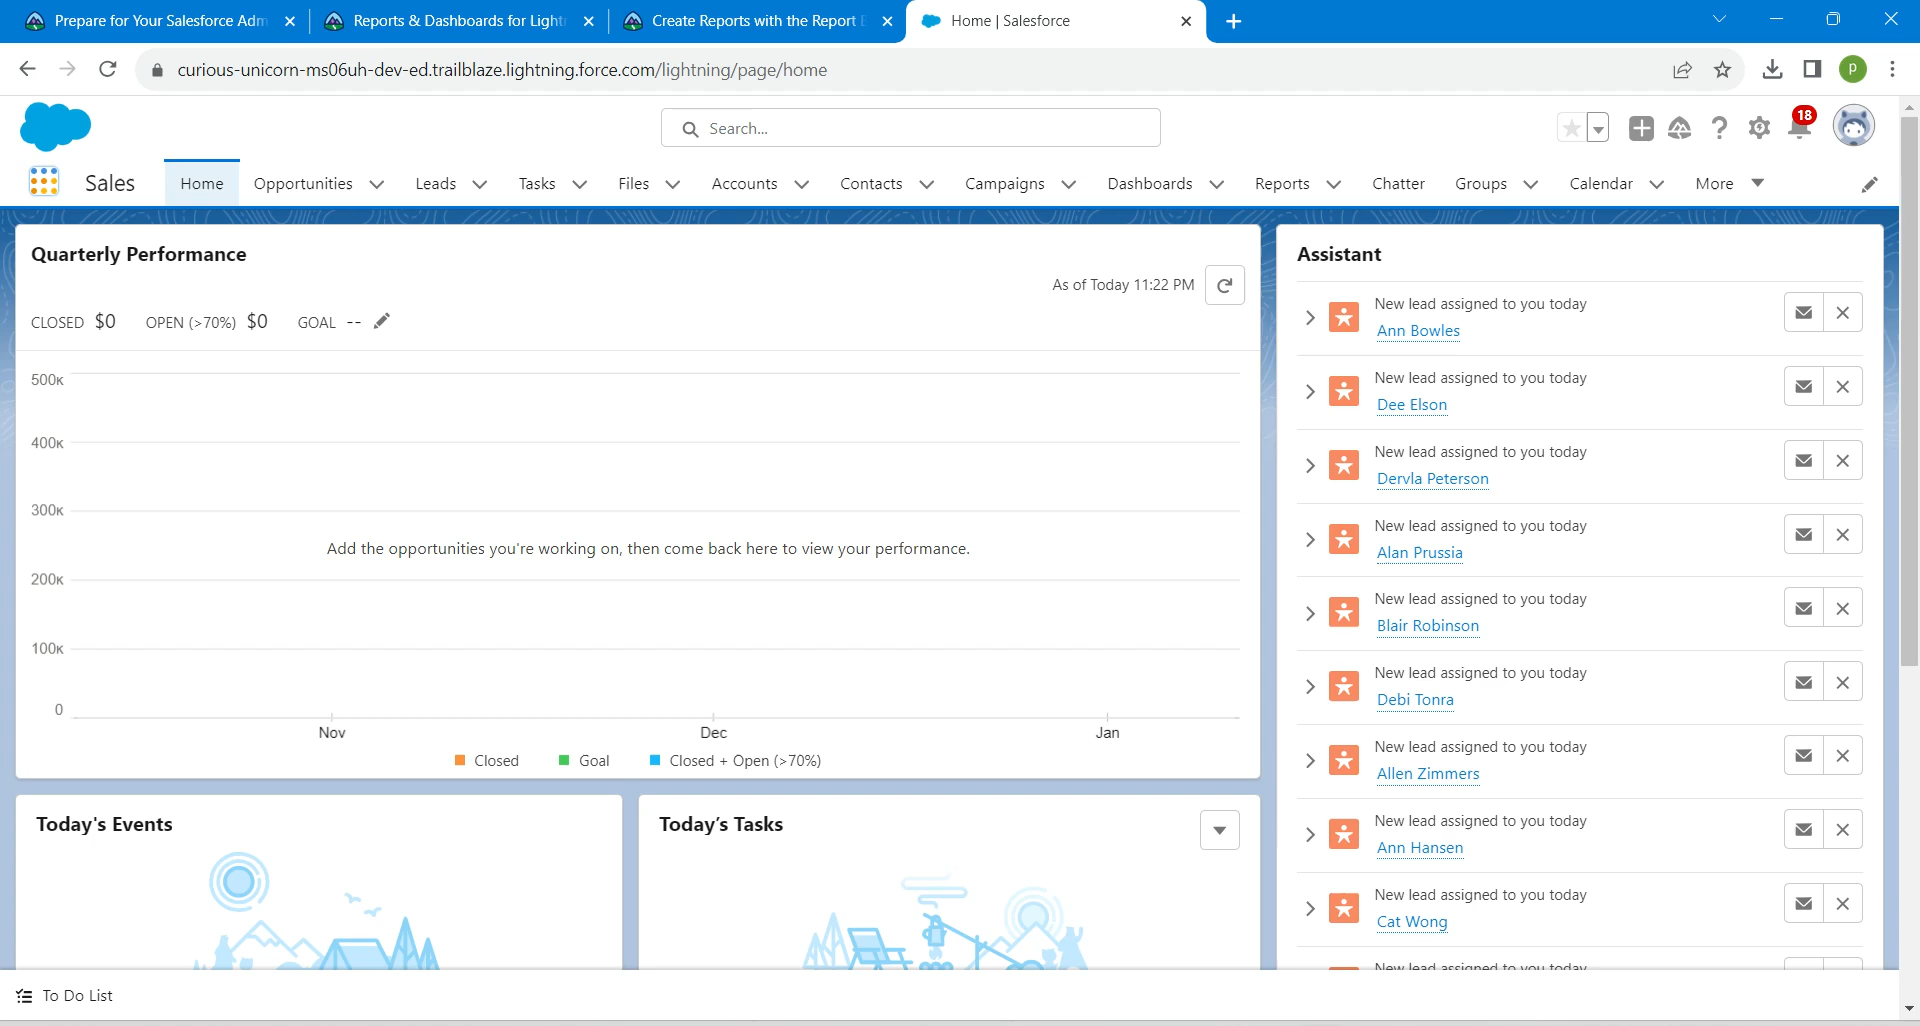 Prepare for Your Salesforce Adm
Reports & Dashboards for Light
Create Reports with the Report
Home | Salesforce
curious-unicorn-ms06uh-dev-ed.trailblaze.lightning.force.com/lightning/page/home
P
Search...
18
Sales
Home
Opportunities
Leads
Tasks
Files
Accounts
Contacts
Campaigns
Dashboards
Reports
Chatter
Groups
Calendar
More
Quarterly Performance
As of Today 11:22 PM
CLOSED $0 OPEN (>70%) $0 GOAL --
500K
400K
300K
Add the opportunities you're working on, then come back here to view your performance.
200K
100K
0
Nov Dec Jan
Closed Goal Closed + Open (>70%)
Today's Events
Today's Tasks
Assistant
New lead assigned to you today
Ann Bowles
New lead assigned to you today
Dee Elson
New lead assigned to you today
Dervla Peterson
New lead assigned to you today
Alan Prussia
New lead assigned to you today
Blair Robinson
New lead assigned to you today
Debi Tonra
New lead assigned to you today
Allen Zimmers
New lead assigned to you today
Ann Hansen
New lead assigned to you today
Cat Wong
New lead assigned to you today
To Do List